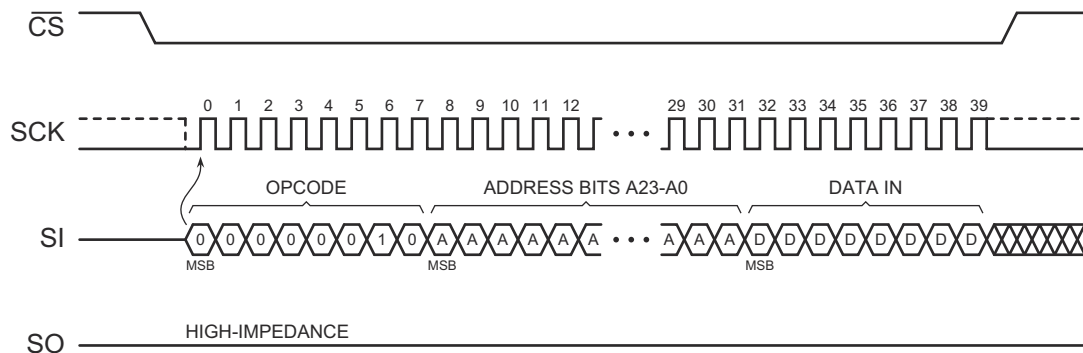 CS
0 1 2 3 4 5 6 7 8 9 10 11 12 29 30 31 32 33 34 35 36 37 38 39
SCK
OPCODE ADDRESS BITS A23-A0 DATA IN
SI 0 0 0 0 0 0 1 0 A A A A A A • • • A A A D D D D D D D D
MSB MSB MSB
HIGH-IMPEDANCE
SO